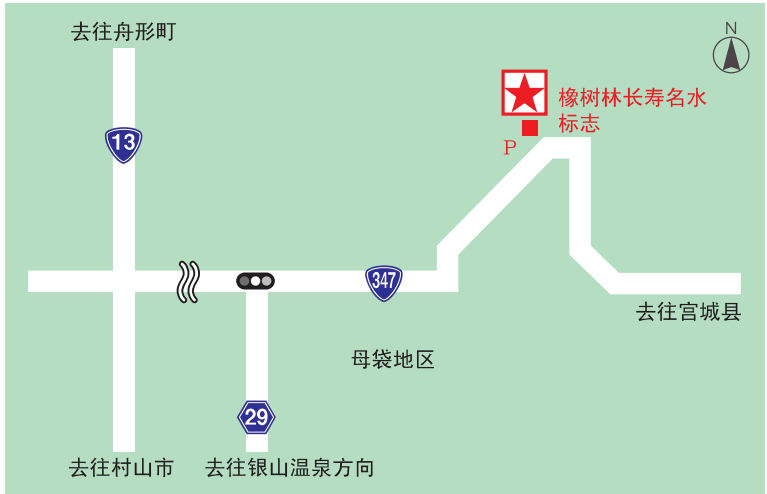 去往舟形町
N
橡树林长寿名水
标志
P
13
347
去往宫城县
母袋地区
29
去往村山市
去往银山温泉方向